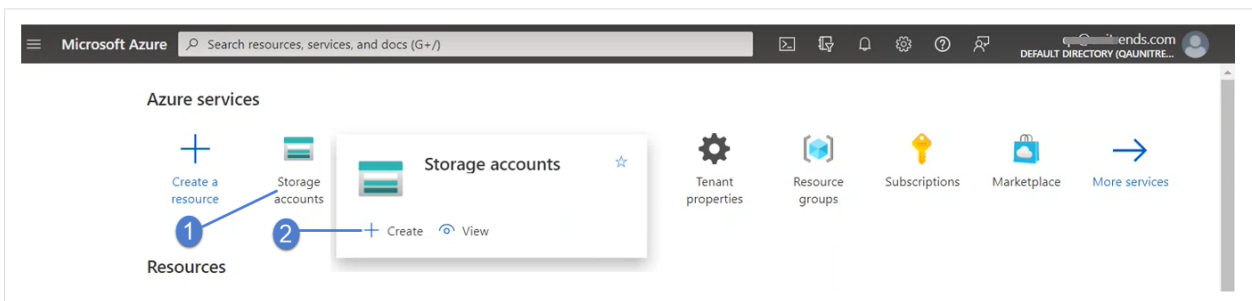 Microsoft Azure
Search resources, services, and docs (G+/)
DEFAULT DIRECTORY (QAUNITRE...
Azure services
Create a
resource
Storage
accounts
Storage accounts
Create
View
Tenant
properties
Resource
groups
Subscriptions
Marketplace
More services
1
2
Resources